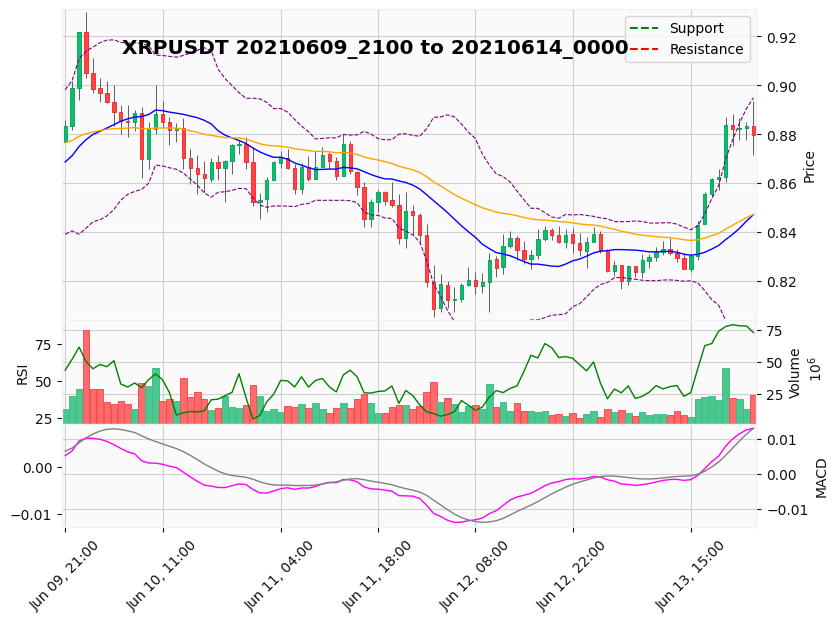 XRPUSDT 20210609_2100 to 20210614_0000
Support
Resistance
0.92
0.90
0.88
0.86
0.84
0.82
Price
75
50
25
RSI
75
50
25
Volume
10^6
0.00
−0.01
0.01
0.00
−0.01
MACD
Jun 09, 21:00
Jun 10, 11:00
Jun 11, 04:00
Jun 11, 18:00
Jun 12, 08:00
Jun 12, 22:00
Jun 13, 15:00